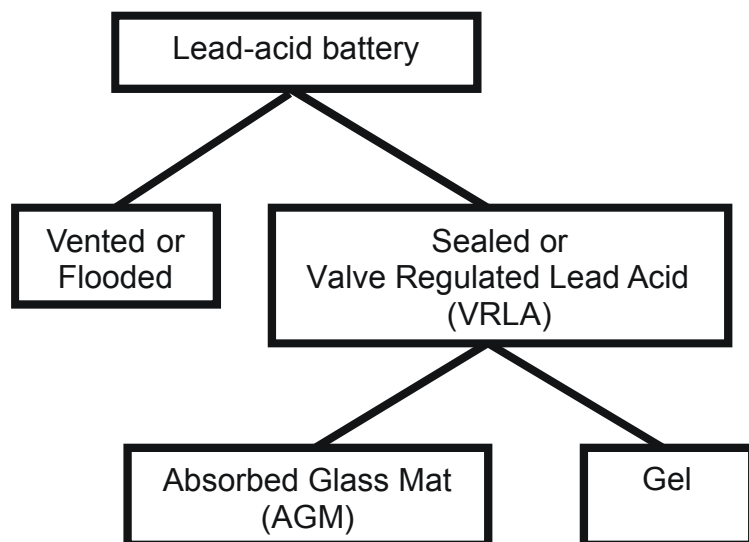 Lead-acid battery
Vented or
Flooded
Sealed or
Valve Regulated Lead Acid
(VRLA)
Absorbed Glass Mat
(AGM)
Gel